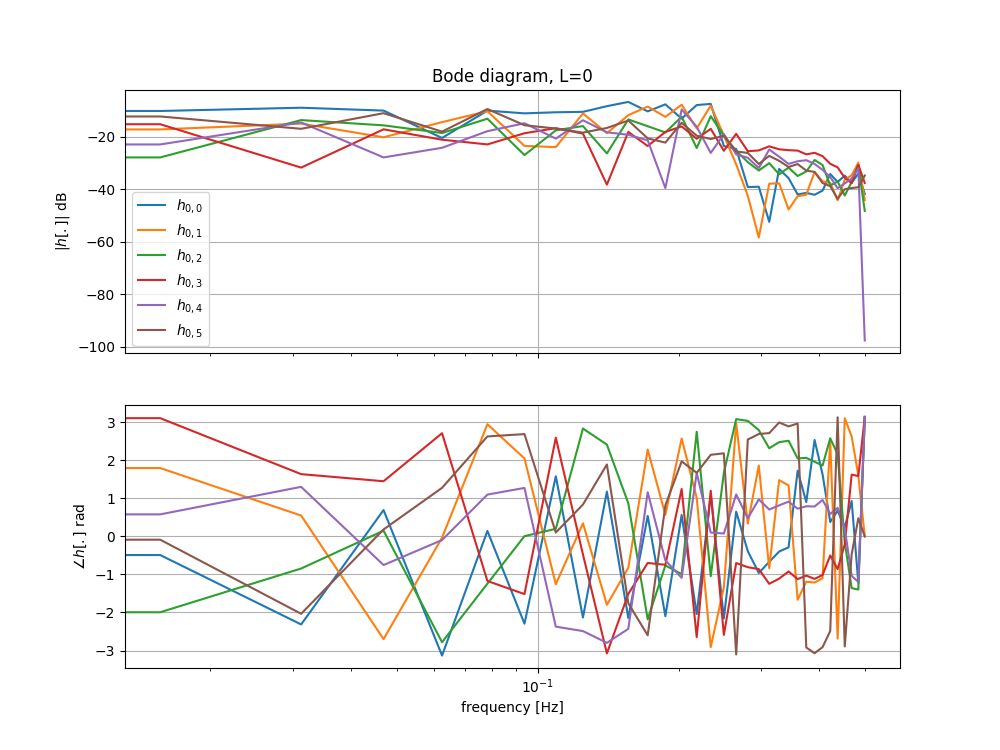 Bode diagram, L=0
|h[.]| dB
−20
−40
−60
−80
−100
h0,0
h0,1
h0,2
h0,3
h0,4
h0,5
∠h[.] rad
3
2
1
0
−1
−2
−3
10−1
frequency [Hz]